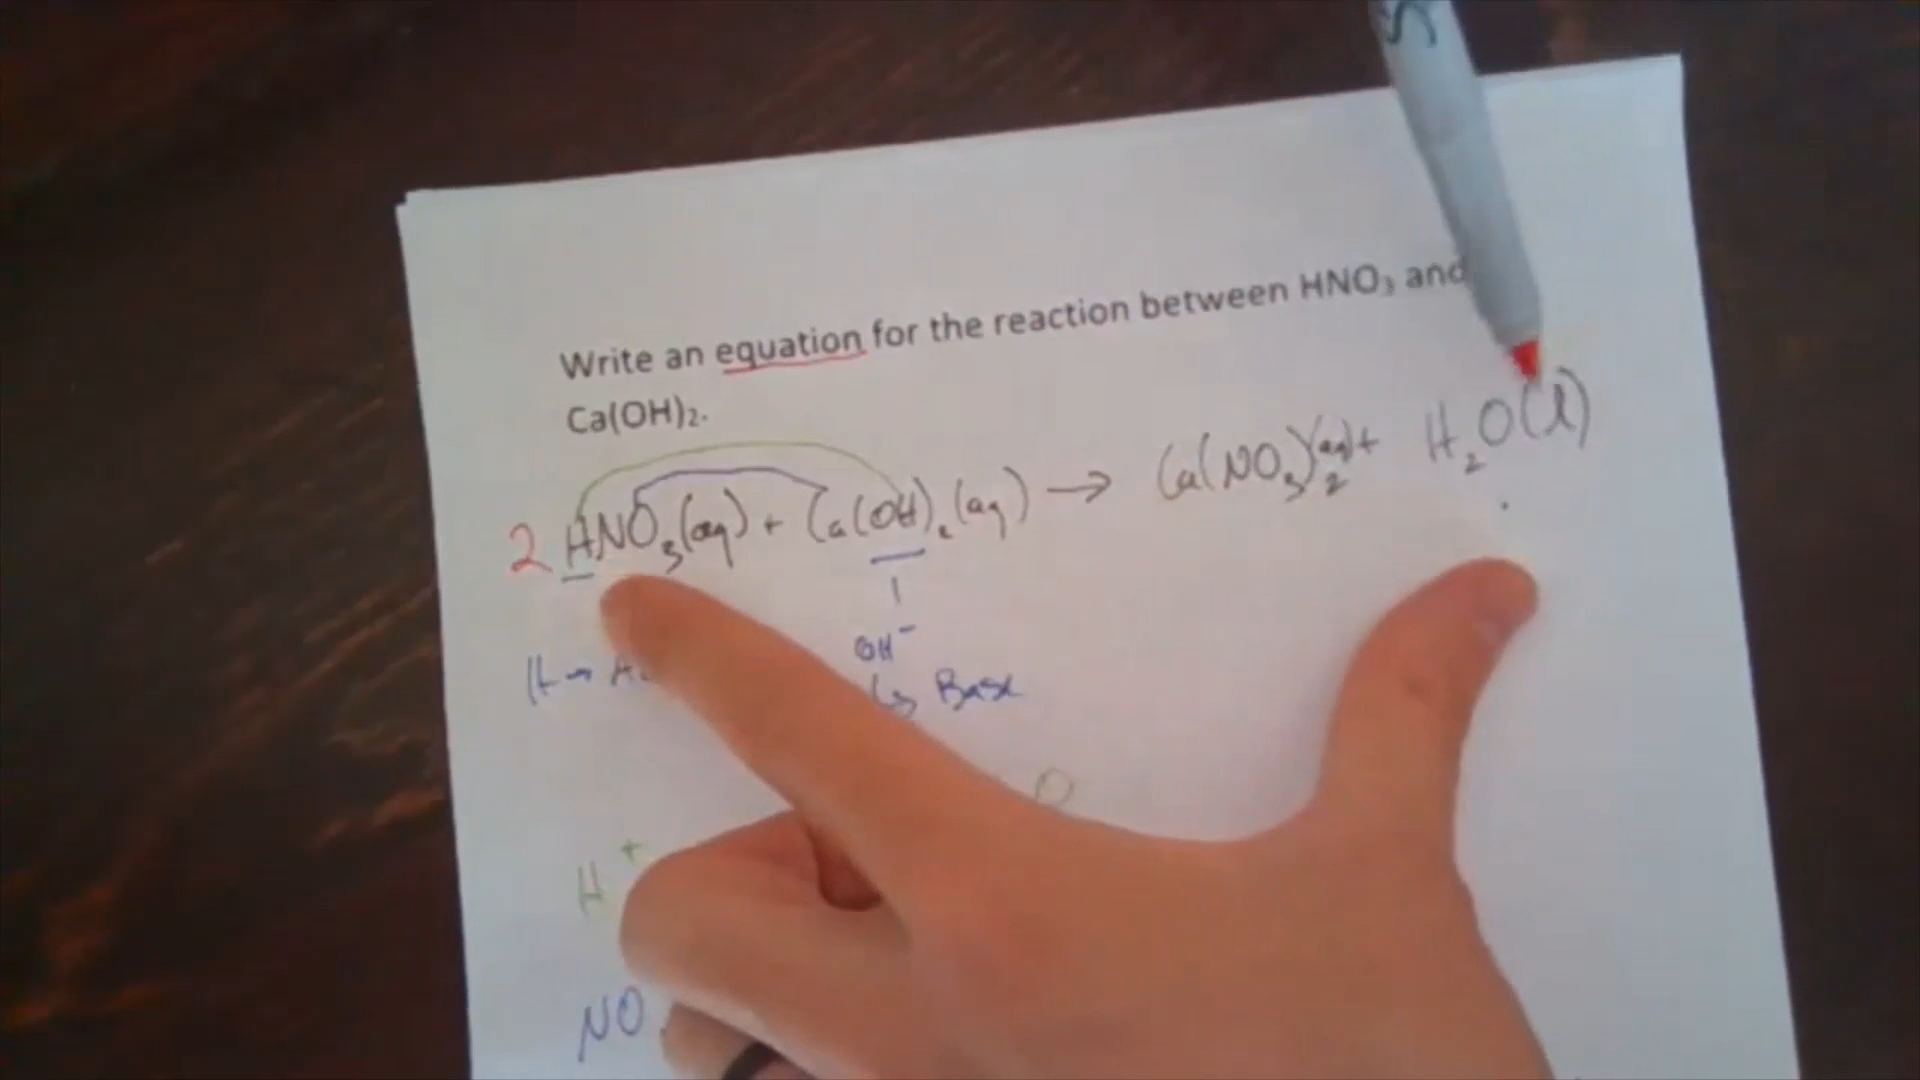 Write an equation for the reaction between HNO₃ and
Ca(OH)₂.
2 HNO₃(aq) + Ca(OH)₂(aq) → Ca(NO₃)₂(aq) + H₂O(l)
OH⁻
H →
↳ Base
H⁺
NO